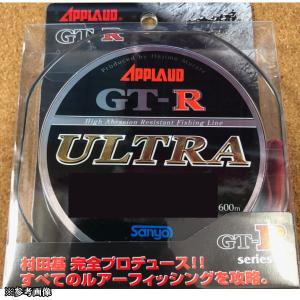 APPLAUD
GT-R
Produced by Hajime Murata
APPLAUD
GT-R
High Abrasion Resistant Fishing Line
ULTRA
600m
Sanyo
GT-R
series
村田基 完全プロデュース!!
すべてのルアーフィッシングを攻略。
※参考画像